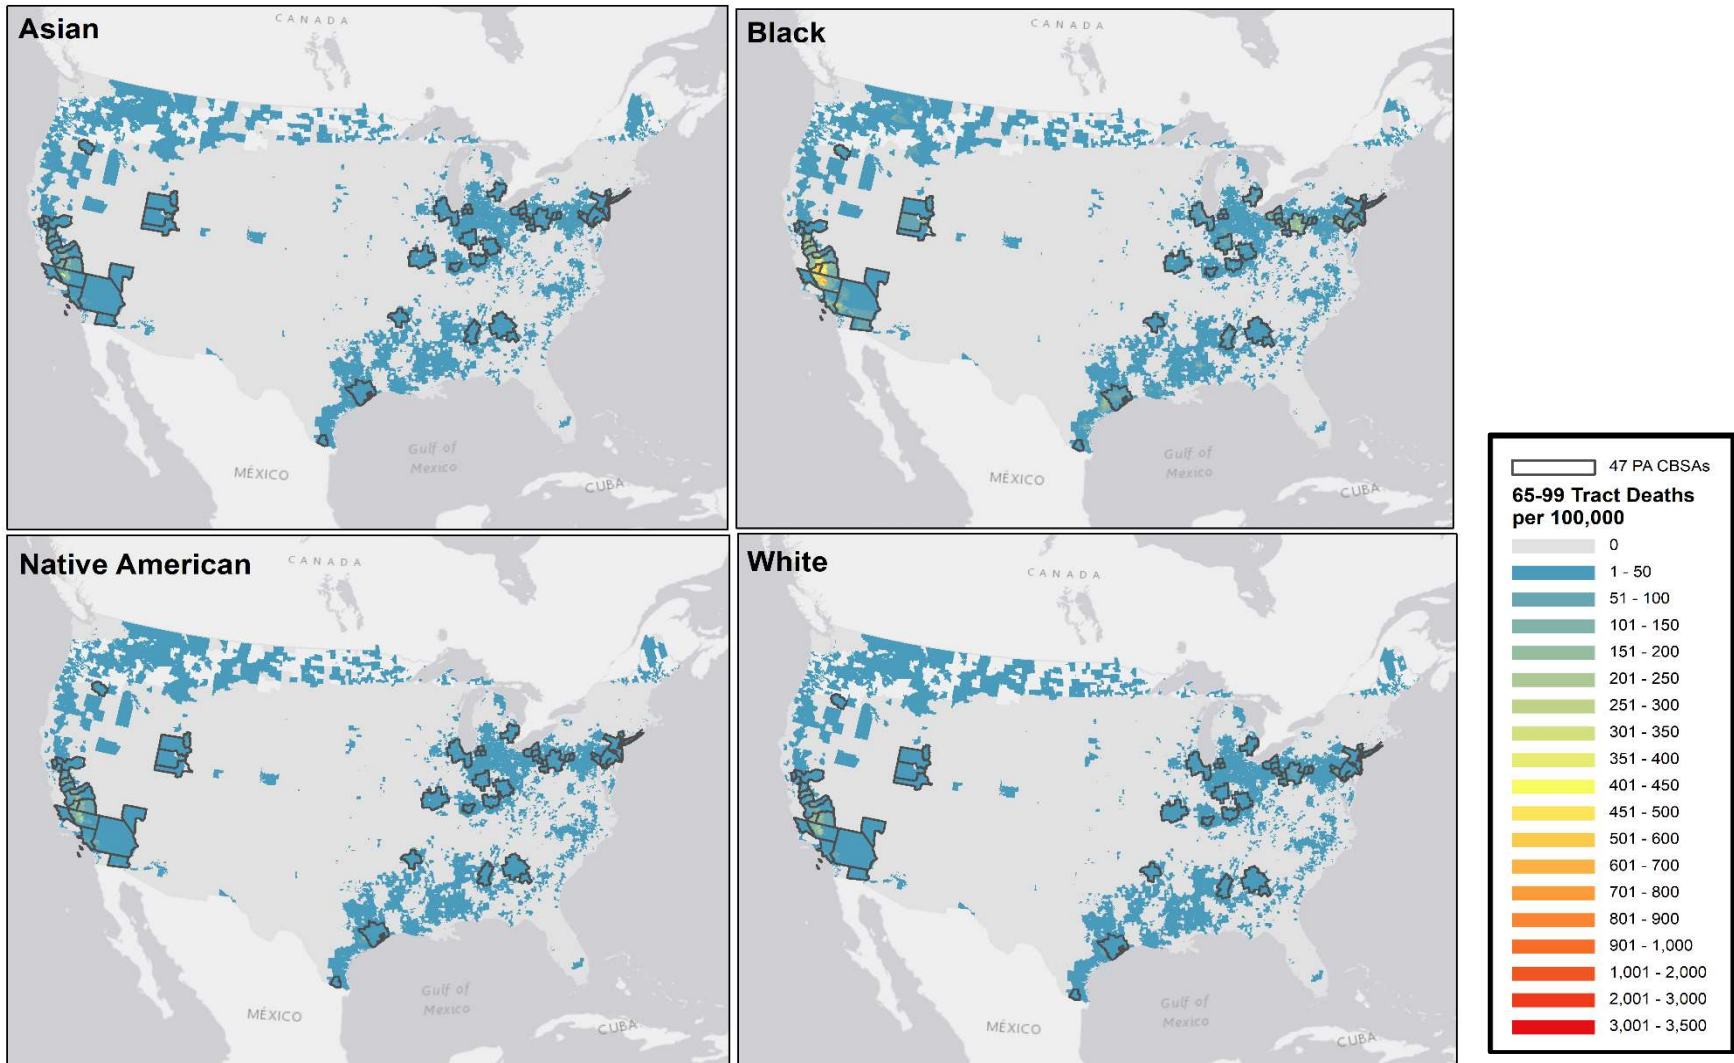 Asian
CANADA
MÉXICO
Gulf of
Mexico
CUBA
Black
CANADA
MÉXICO
Gulf of
Mexico
CUBA
Native American
CANADA
MÉXICO
Gulf of
Mexico
CUBA
White
CANADA
MÉXICO
Gulf of
Mexico
CUBA
47 PA CBSAs
65-99 Tract Deaths
per 100,000
0
1 - 50
51 - 100
101 - 150
151 - 200
201 - 250
251 - 300
301 - 350
351 - 400
401 - 450
451 - 500
501 - 600
601 - 700
701 - 800
801 - 900
901 - 1,000
1,001 - 2,000
2,001 - 3,000
3,001 - 3,500